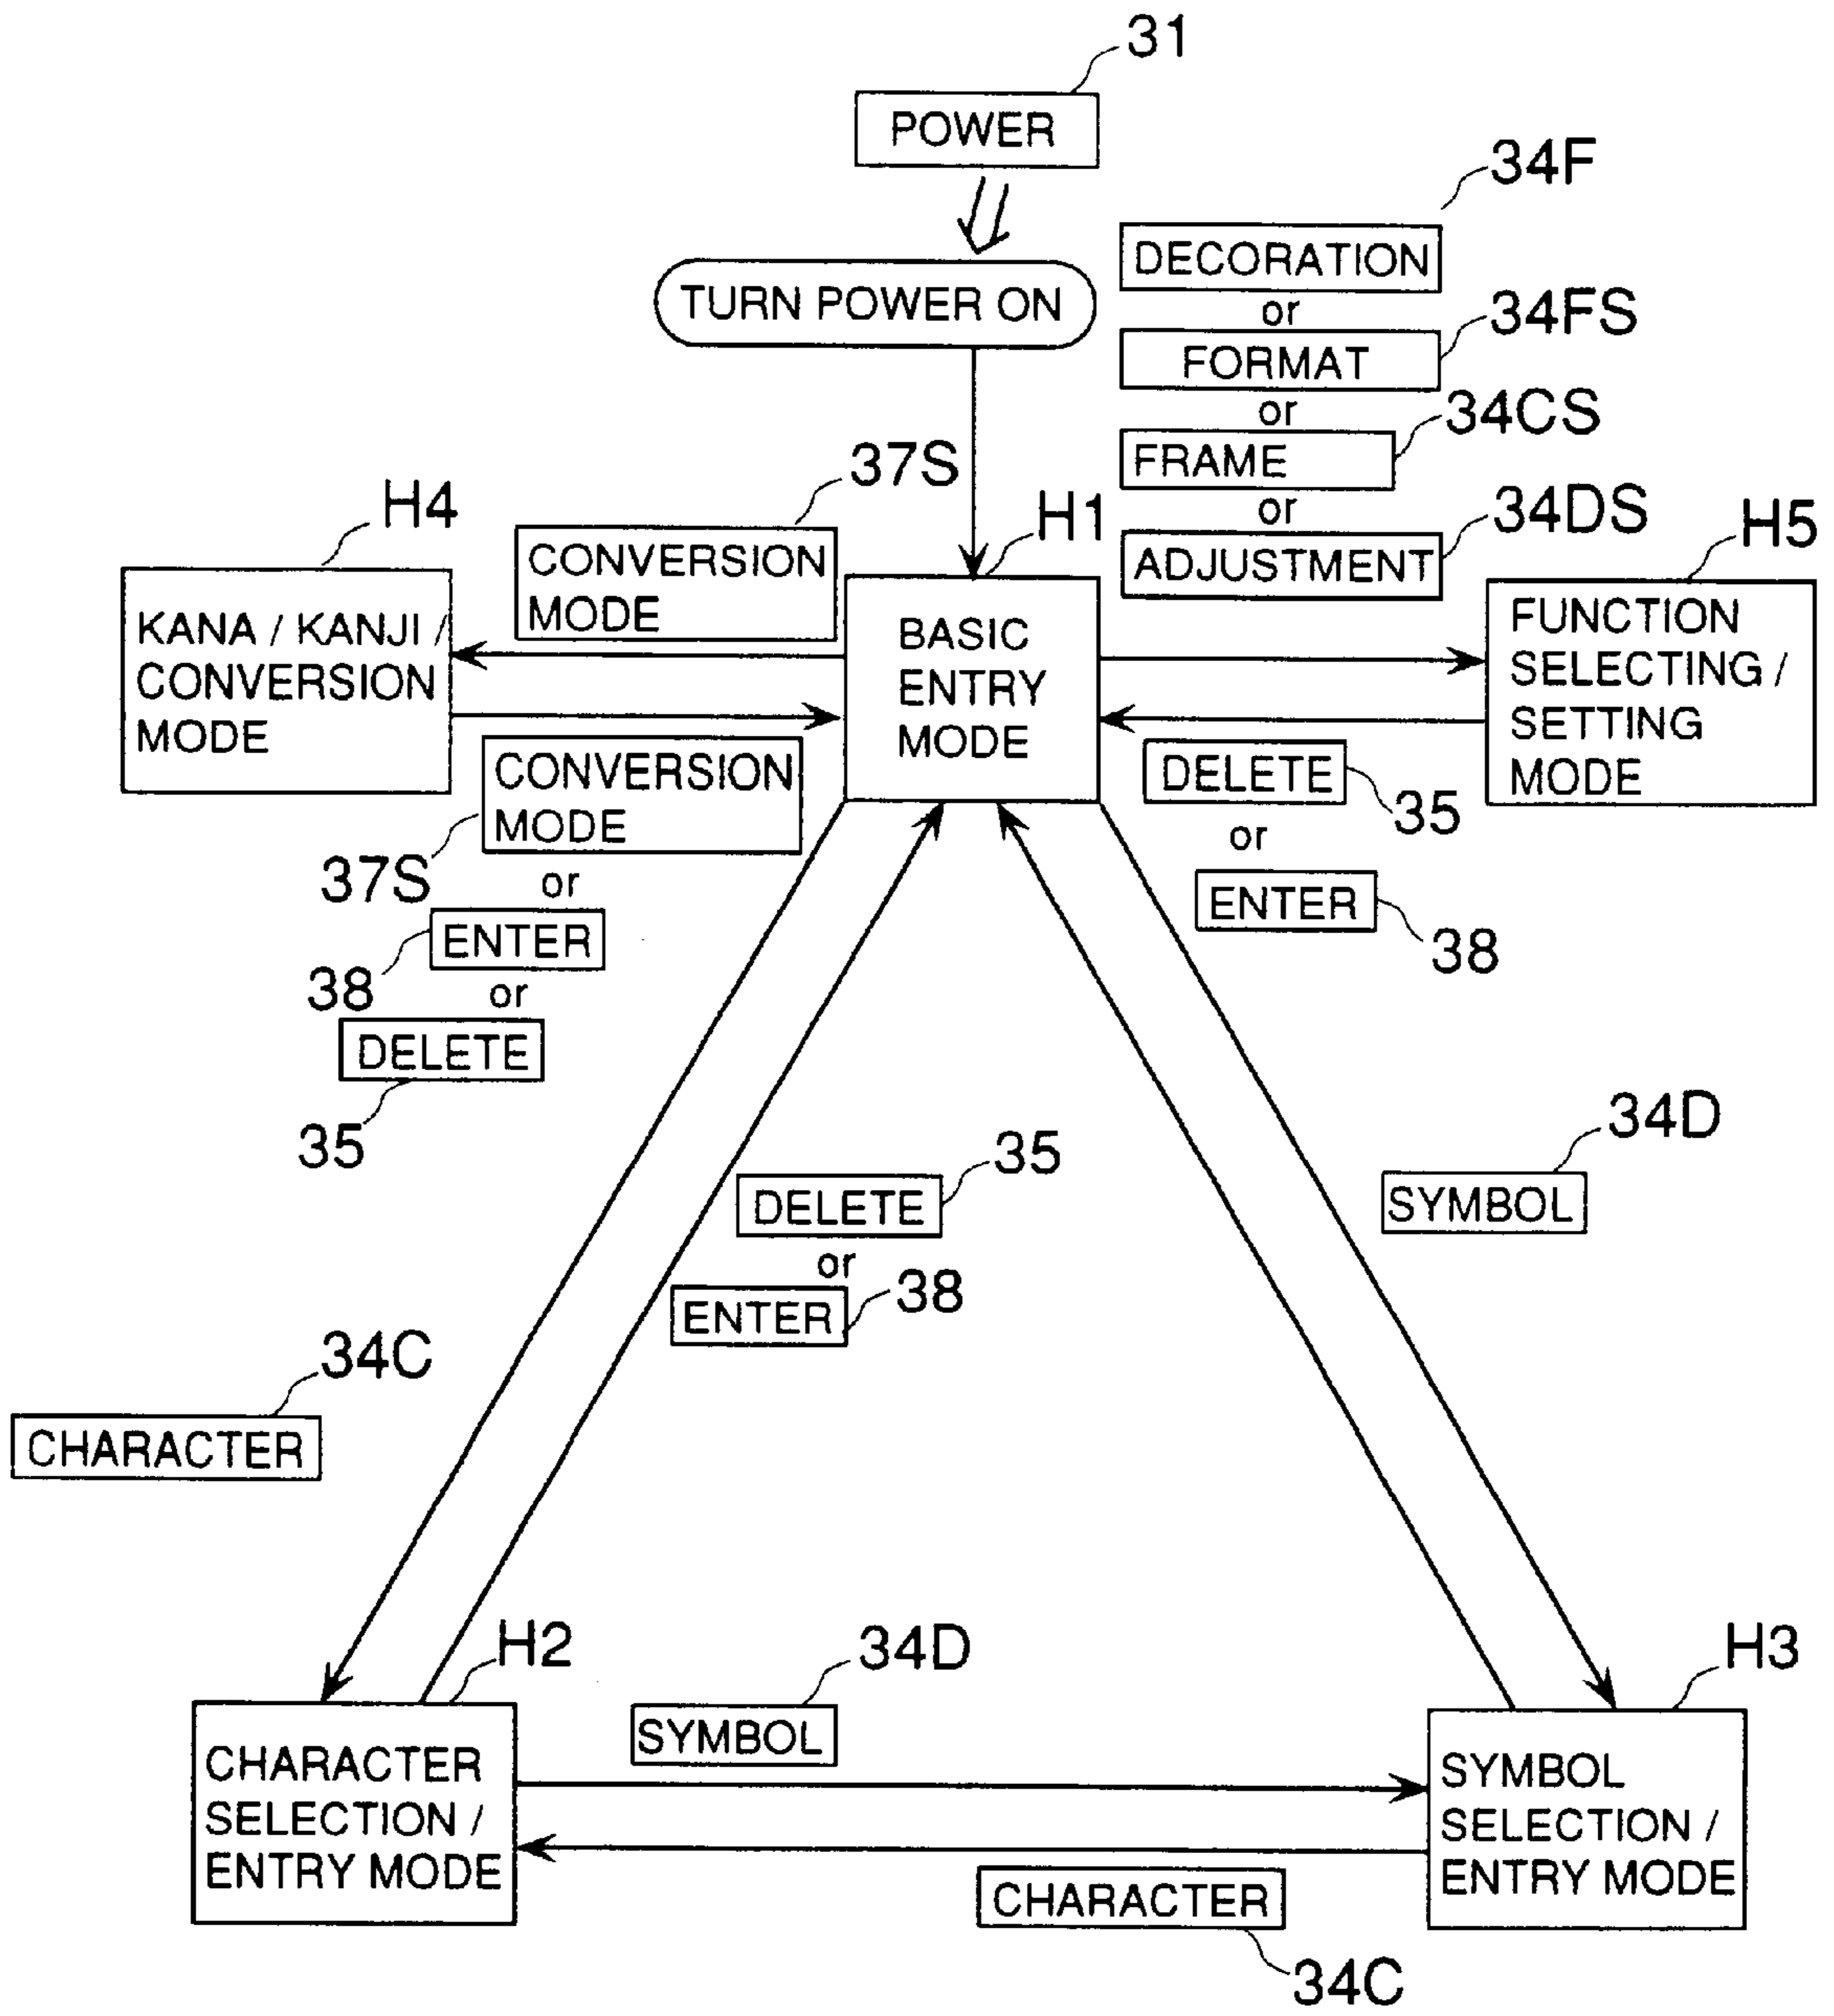 31
POWER
34F
DECORATION
TURN POWER ON
or
34FS
FORMAT
or
34CS
FRAME
37S
or
H4
H1
34DS
H5
CONVERSION
MODE
ADJUSTMENT
KANA / KANJI /
CONVERSION
MODE
BASIC
ENTRY
MODE
FUNCTION
SELECTING /
SETTING
MODE
CONVERSION
MODE
DELETE
35
or
37S
or
ENTER
38
ENTER
38
or
DELETE
35
34D
SYMBOL
35
DELETE
or
38
ENTER
34C
CHARACTER
H2
34D
H3
SYMBOL
CHARACTER
SELECTION /
ENTRY MODE
SYMBOL
SELECTION /
ENTRY MODE
CHARACTER
34C